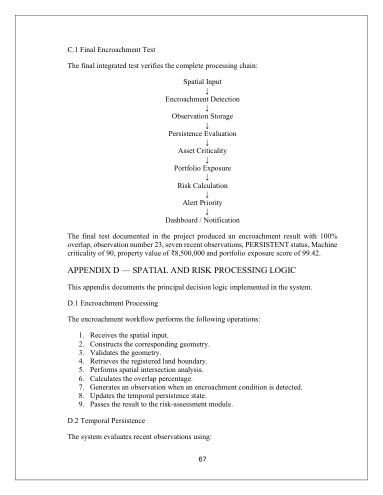 C.1 Final Encroachment Test
The final integrated test verifies the complete processing chain:
Spatial Input
↓
Encroachment Detection
↓
Observation Storage
↓
Persistence Evaluation
↓
Asset Criticality
↓
Portfolio Exposure
↓
Risk Calculation
↓
Alert Priority
↓
Dashboard / Notification
The final test documented in the project produced an encroachment result with 100%
overlap, observation number 23, seven recent observations, PERSISTENT status, Machine
criticality of 90, property value of ₹8,500,000 and portfolio-exposure score of 99.42.
APPENDIX D — SPATIAL AND RISK PROCESSING LOGIC
This appendix documents the principal decision logic implemented in the system.
D.1 Encroachment Processing
The encroachment workflow performs the following operations:
1. Receives the spatial input.
2. Constructs the corresponding geometry.
3. Validates the geometry.
4. Retrieves the registered land boundary.
5. Performs spatial intersection analysis.
6. Calculates the overlap percentage.
7. Generates an observation when an encroachment condition is detected.
8. Updates the temporal persistence state.
9. Passes the result to the risk-assessment module.
D.2 Temporal Persistence
The system evaluates recent observations using:
67